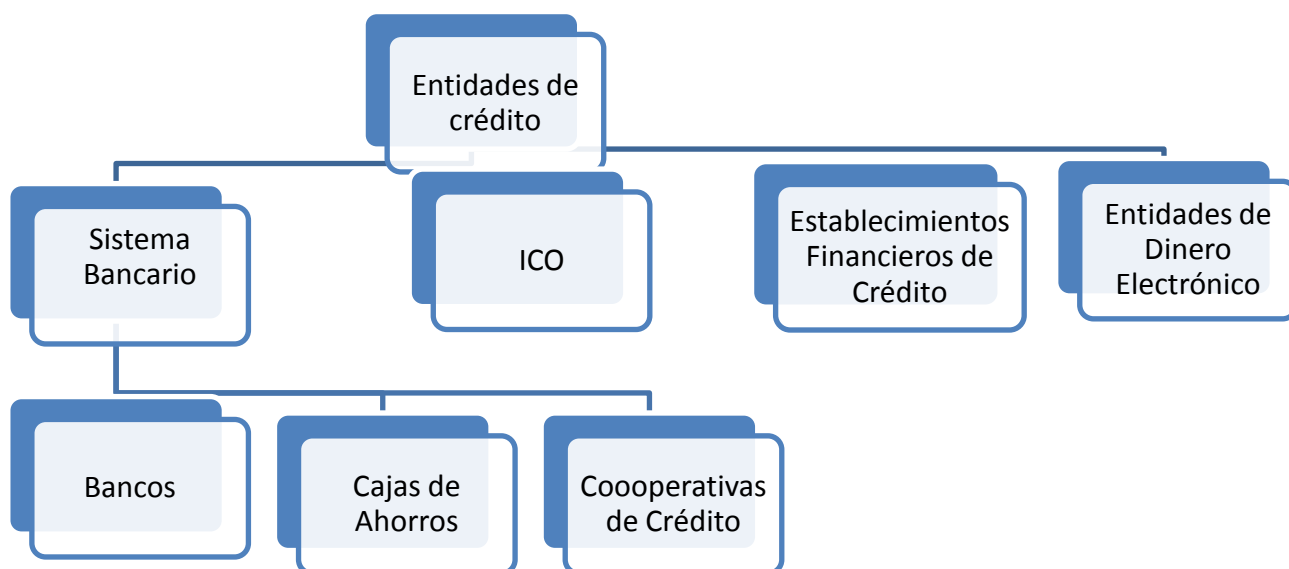 Entidades de
crédito
Sistema
Bancario
ICO
Establecimientos
Financieros de
Crédito
Entidades de
Dinero
Electrónico
Bancos
Cajas de
Ahorros
Coooperativas
de Crédito